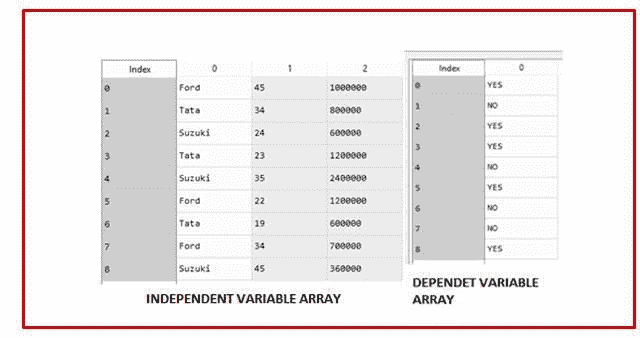 Index 0 1 2
0 Ford 45 1000000
1 Tata 34 800000
2 Suzuki 24 600000
3 Tata 23 1200000
4 Suzuki 35 2400000
5 Ford 22 1200000
6 Tata 19 600000
7 Ford 34 700000
8 Suzuki 45 360000
INDEPENDENT VARIABLE ARRAY
Index 0
0 YES
1 NO
2 YES
3 YES
4 NO
5 YES
6 NO
7 NO
8 YES
DEPENDET VARIABLE
ARRAY